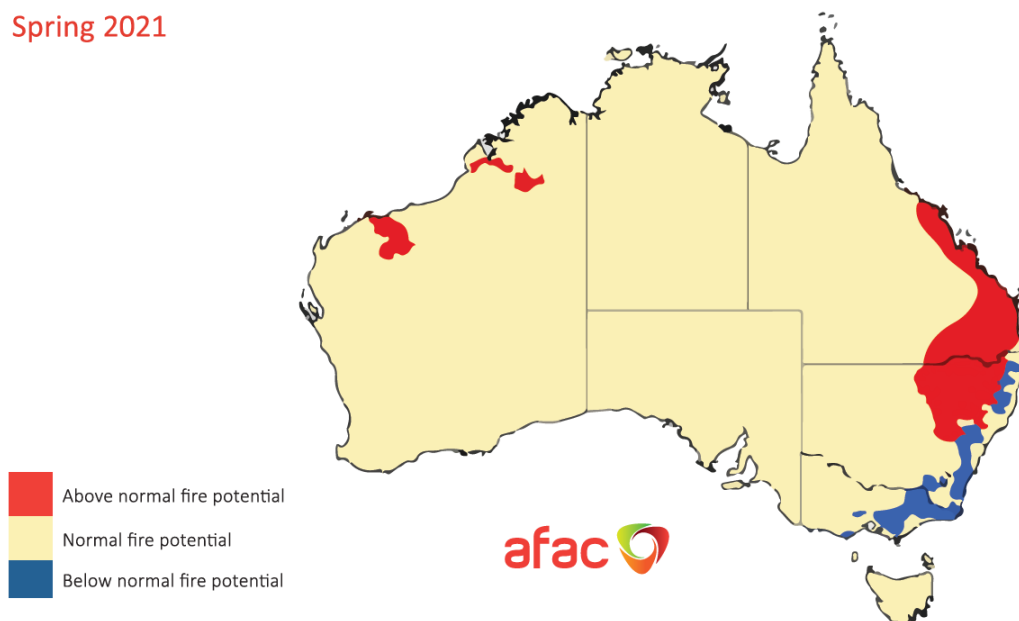 Spring 2021
Above normal fire potential
Normal fire potential
Below normal fire potential
afac